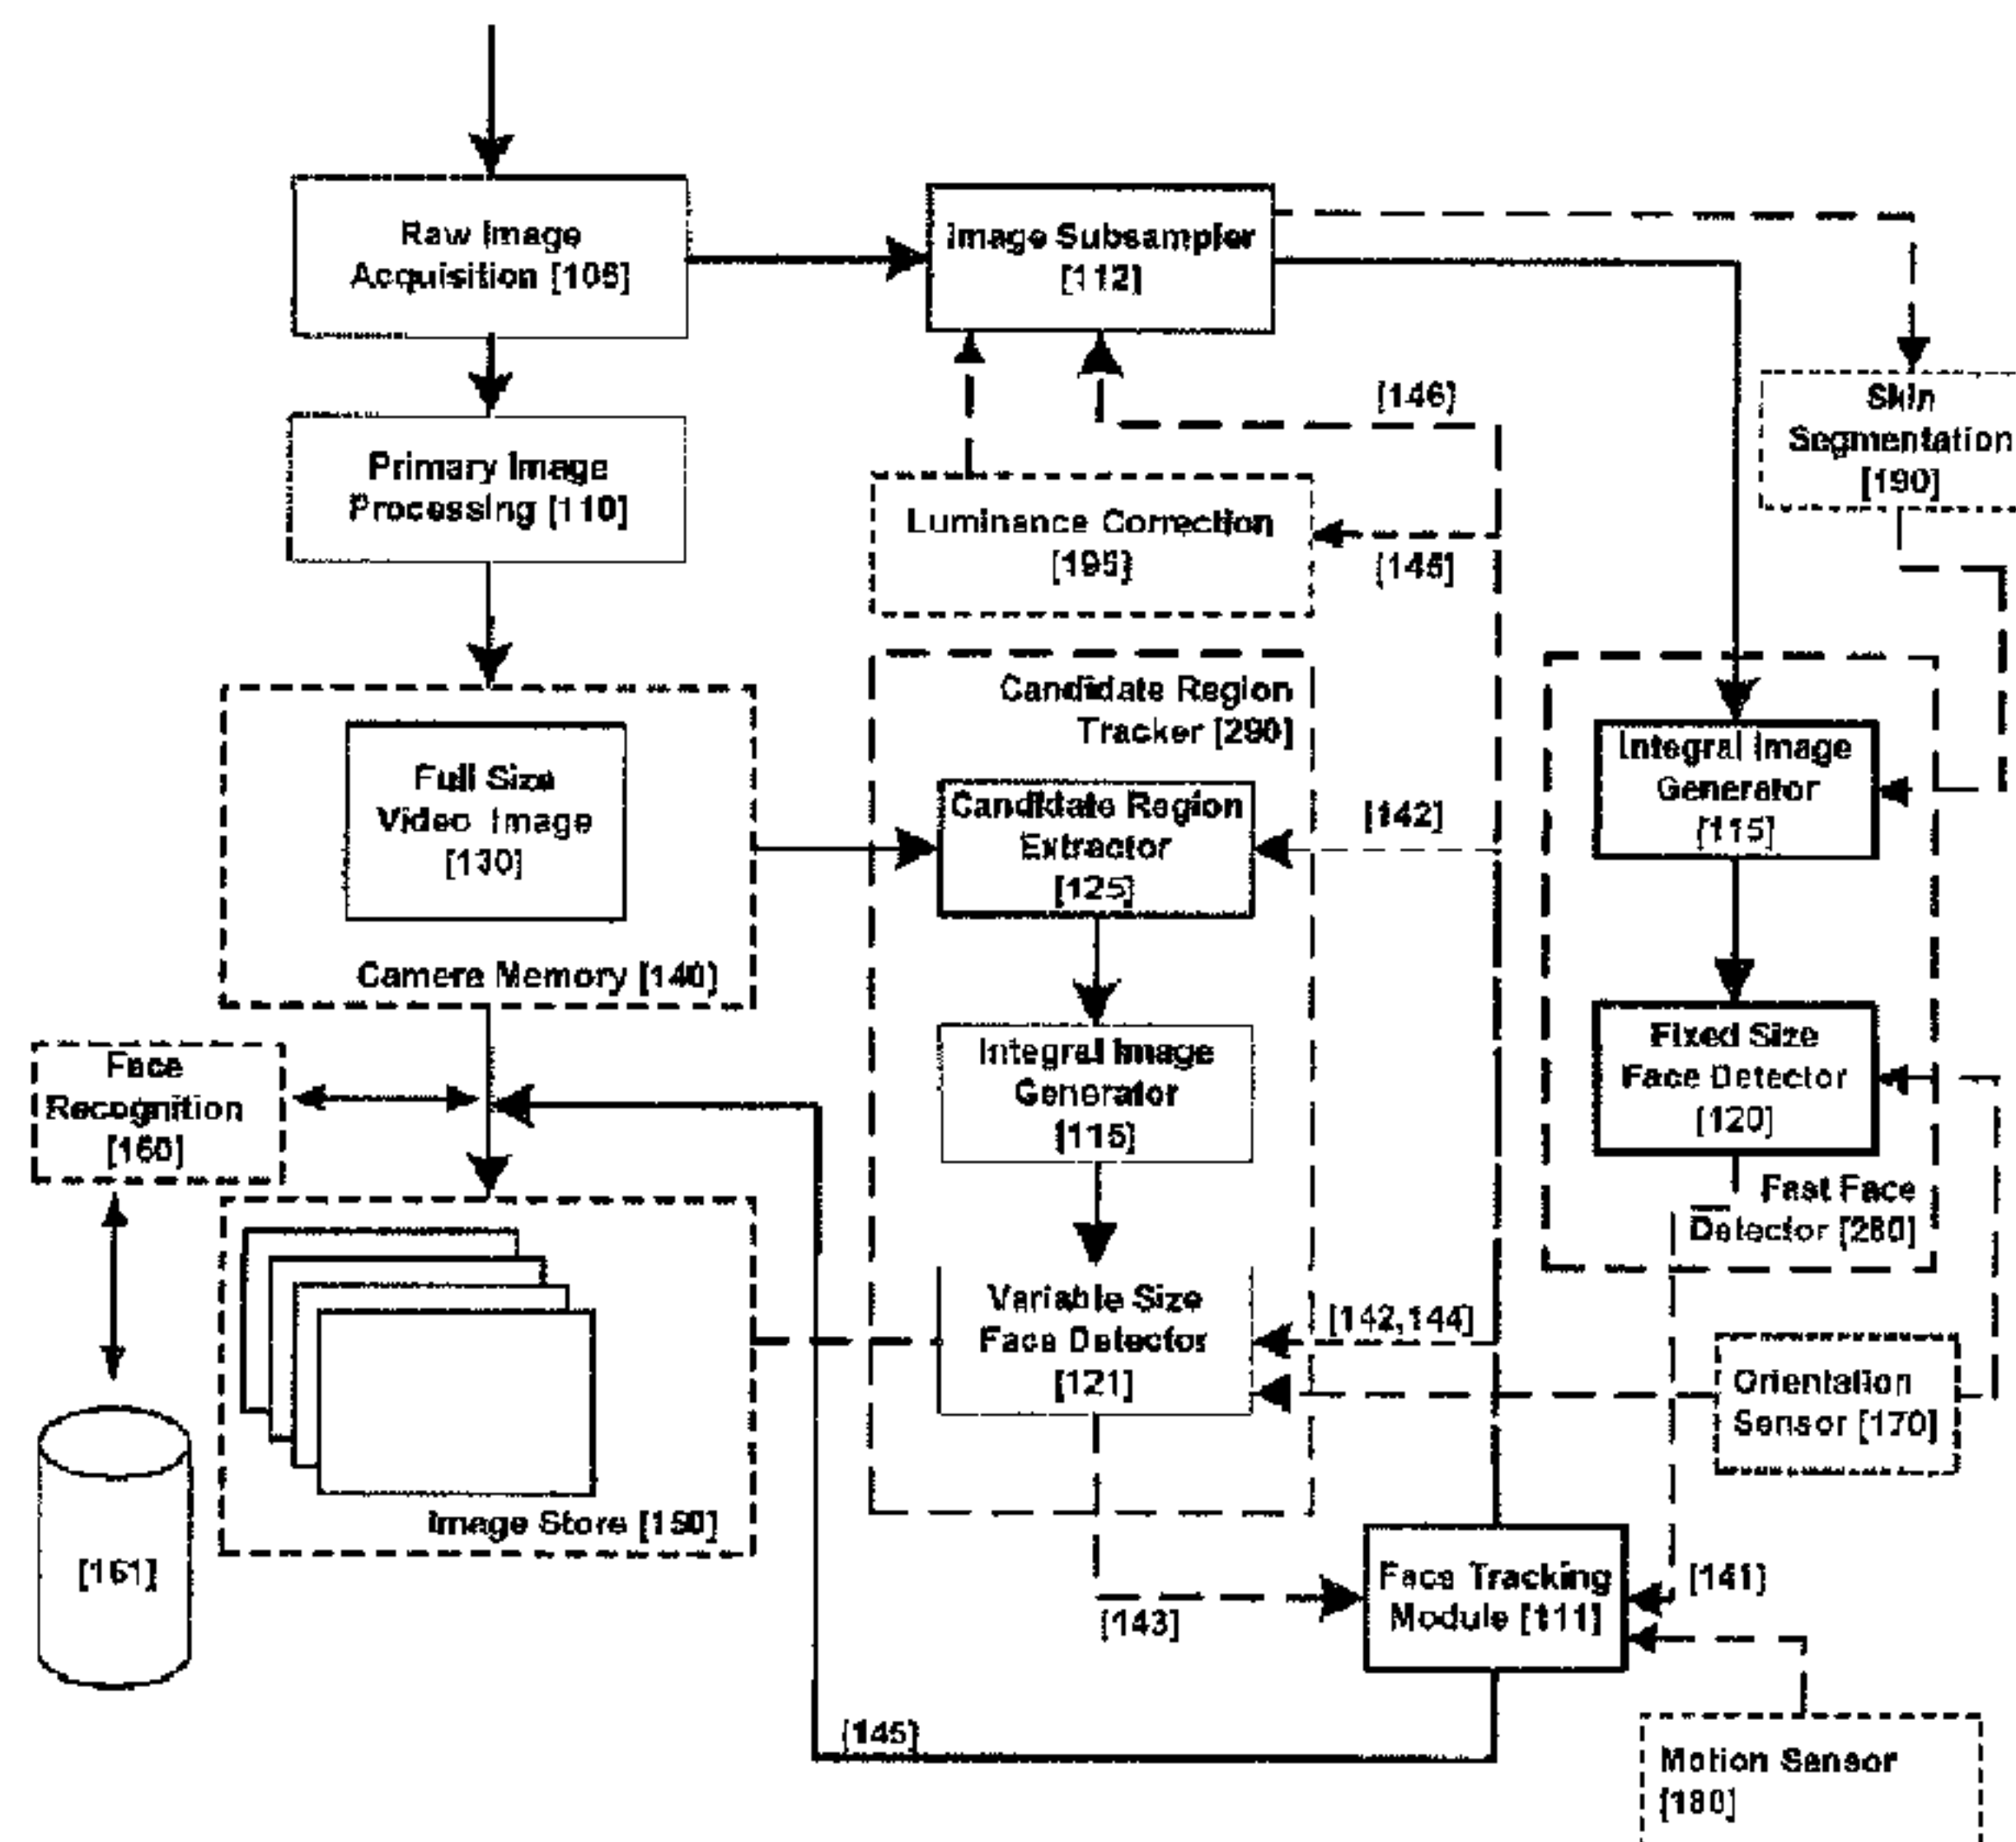 Raw Image
Acquisition [105]
Image Subsampler
[112]
[146]
Skin
Segmentation
[190]
Primary Image
Processing [110]
Luminance Correction
[195]
[145]
Candidate Region
Tracker [290]
Full Size
Video Image
[130]
Camera Memory [140]
Candidate Region
Extractor
[125]
[142]
Integral Image
Generator
[115]
Integral Image
Generator
[115]
Fixed Size
Face Detector
[120]
Fast Face
Detector [280]
Face
Recognition
[160]
Variable Size
Face Detector
[121]
[142,144]
Orientation
Sensor [170]
Image Store [150]
[161]
[143]
Face Tracking
Module [111]
[141]
[145]
Motion Sensor
[180]